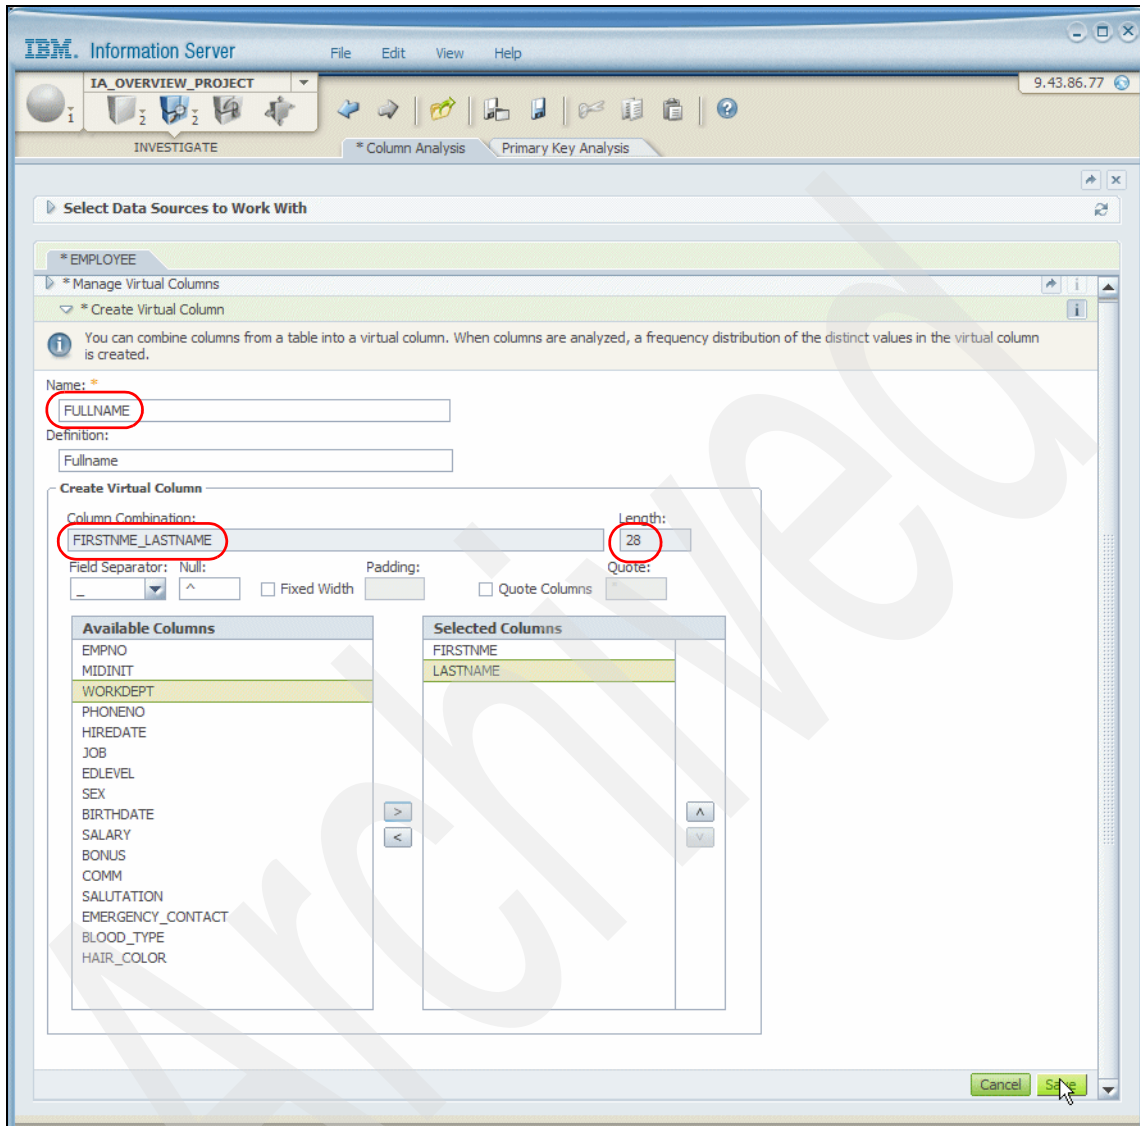 IBM. Information Server File Edit View Help
IA_OVERVIEW_PROJECT 9.43.86.77
1 2 2
INVESTIGATE * Column Analysis Primary Key Analysis
Select Data Sources to Work With
* EMPLOYEE
* Manage Virtual Columns
* Create Virtual Column
You can combine columns from a table into a virtual column. When columns are analyzed, a frequency distribution of the distinct values in the virtual column
is created.
Name: *
FULLNAME
Definition:
Fullname
Create Virtual Column
Column Combination: Length:
FIRSTNME_LASTNAME 28
Field Separator: Null: Padding: Quote:
_ ^ Fixed Width Quote Columns "
Available Columns Selected Columns
EMPNO FIRSTNME
MIDINIT LASTNAME
WORKDEPT
PHONENO
HIREDATE
JOB
EDLEVEL
SEX
BIRTHDATE > ^
SALARY < v
BONUS
COMM
SALUTATION
EMERGENCY_CONTACT
BLOOD_TYPE
HAIR_COLOR
Cancel Save
Archived